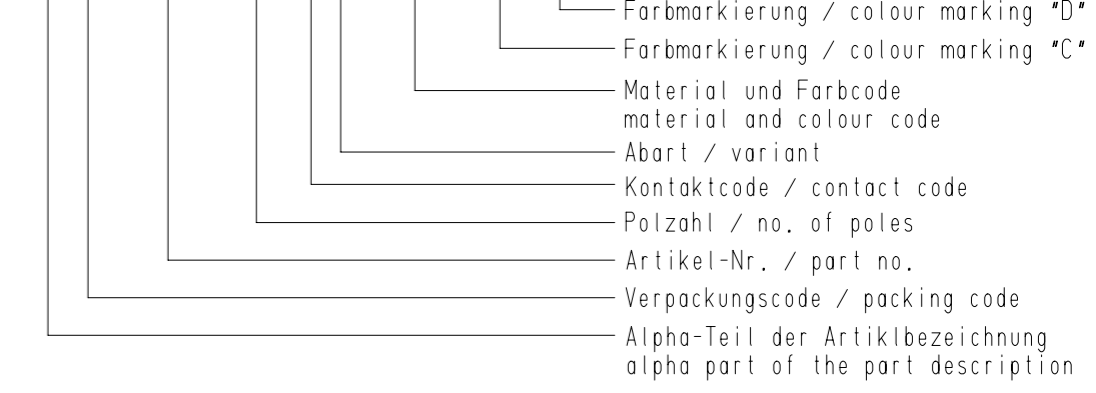 Farbmarkierung / colour marking "D"
Farbmarkierung / colour marking "C"
Material und Farbcode
material and colour code
Abart / variant
Kontaktcode / contact code
Polzahl / no. of poles
Artikel-Nr. / part no.
Verpackungscode / packing code
Alpha-Teil der Artiklbezeichnung
alpha part of the part description